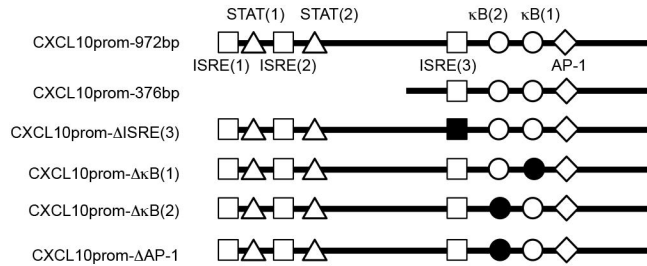 STAT(1) STAT(2) κB(2) κB(1)
CXCL10prom-972bp
ISRE(1) ISRE(2) ISRE(3) AP-1
CXCL10prom-376bp
CXCL10prom-ΔISRE(3)
CXCL10prom-ΔκB(1)
CXCL10prom-ΔκB(2)
CXCL10prom-ΔAP-1